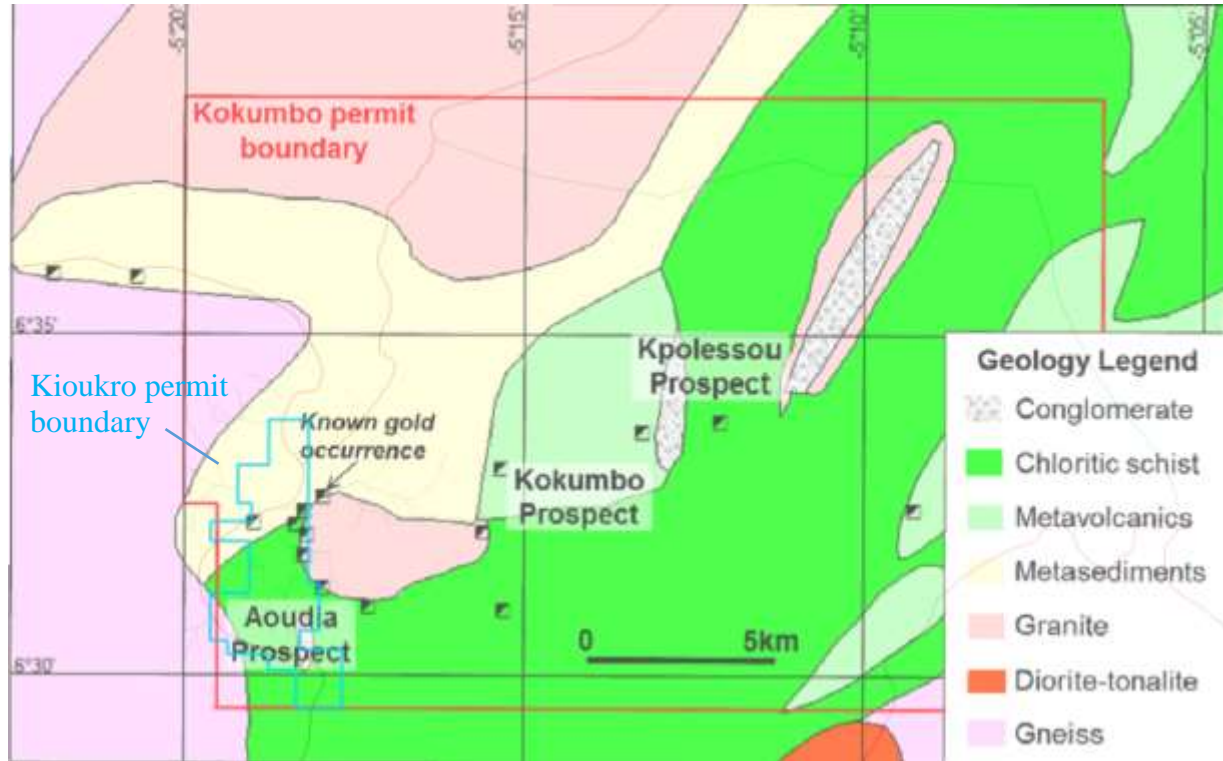 -5°20'
-5°15'
-5°10'
-5°05'
Kokumbo permit
boundary
6°35'
Kpolessou
Prospect
Kioukro permit
boundary
Known gold
occurrence
Kokumbo
Prospect
Aoudia
Prospect
6°30'
0
5km
Geology Legend
Conglomerate
Chloritic schist
Metavolcanics
Metasediments
Granite
Diorite-tonalite
Gneiss